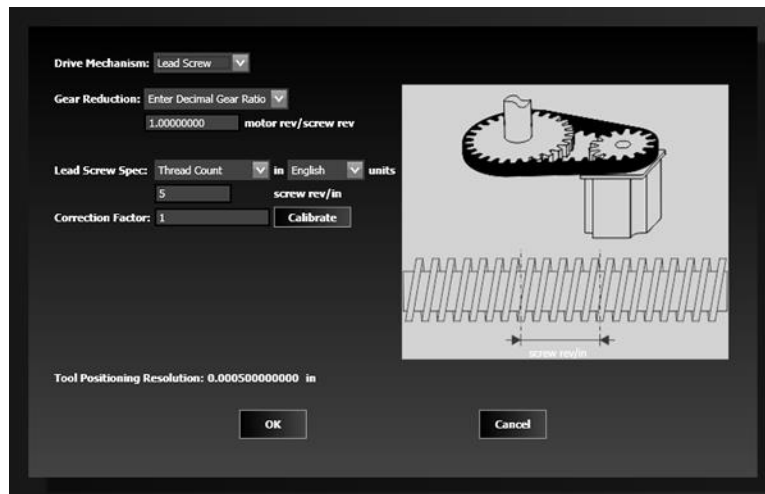 Drive Mechanism: Lead Screw
Gear Reduction: Enter Decimal Gear Ratio
1.00000000 motor rev/screw rev
Lead Screw Spec: Thread Count in English units
5 screw rev/in
Correction Factor: 1 Calibrate
screw rev/in
Tool Positioning Resolution: 0.000500000000 in
OK Cancel